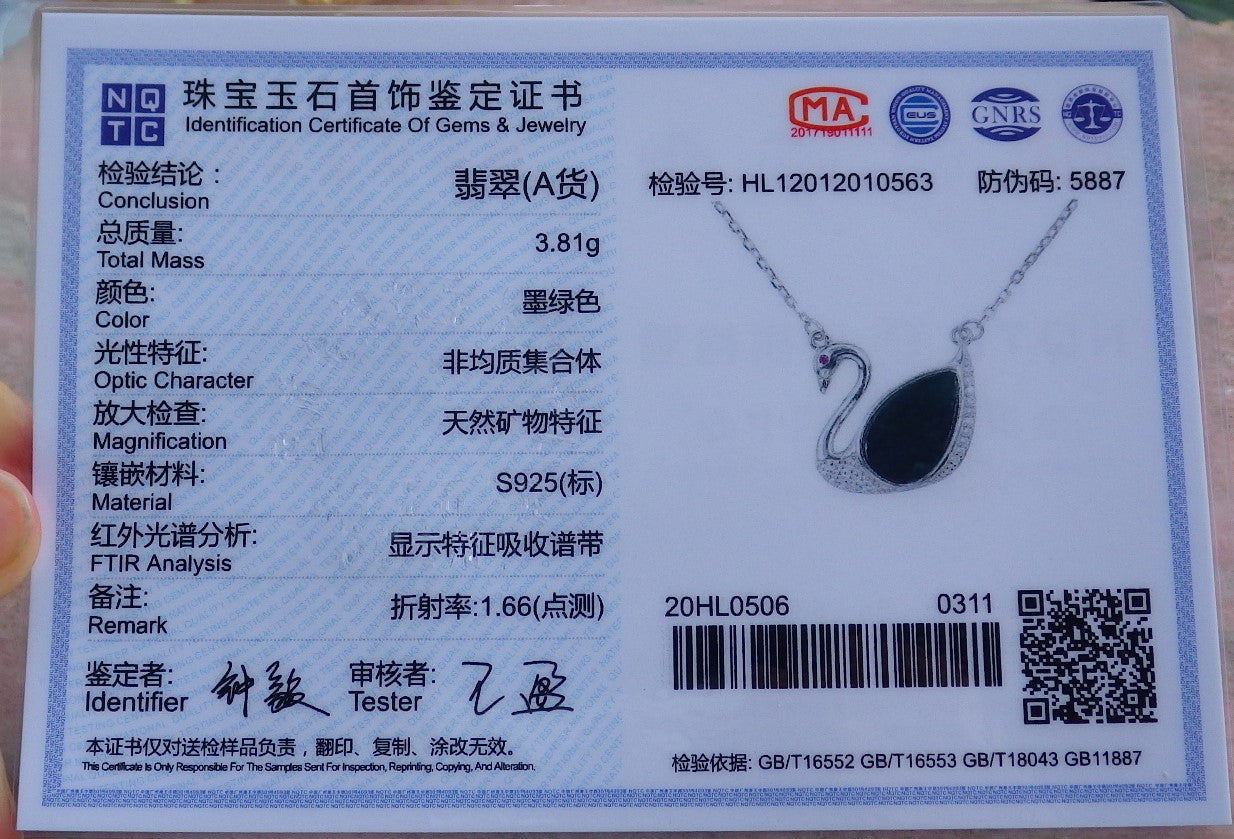 NQTC
珠宝玉石首饰鉴定证书
Identification Certificate Of Gems & Jewelry
MA
201719011111
CUS
GNRS
检验结论：
Conclusion
翡翠(A货)
总质量:
Total Mass
3.81g
颜色:
Color
墨绿色
光性特征:
Optic Character
非均质集合体
放大检查:
Magnification
天然矿物特征
镶嵌材料:
Material
S925(标)
红外光谱分析:
FTIR Analysis
显示特征吸收谱带
备注:
Remark
折射率:1.66(点测)
鉴定者:
Identifier
审核者:
Tester
本证书仅对送检样品负责，翻印、复制、涂改无效。
This Certificate Is Only Responsible For The Samples Sent For Inspection, Reprinting, Copying, And Alteration.
检验号: HL12012010563 防伪码: 5887
20HL0506 0311
检验依据: GB/T16552 GB/T16553 GB/T18043 GB11887